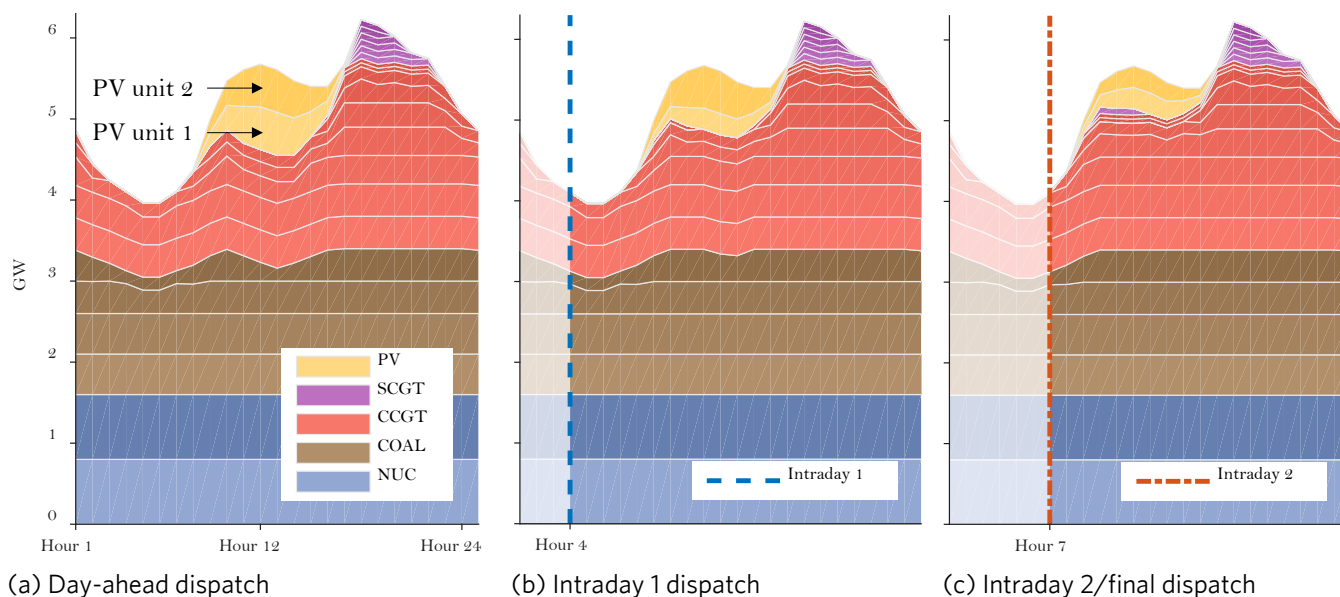 GW
6
5
4
3
2
1
0
PV unit 2
PV unit 1
PV
SCGT
CCGT
COAL
NUC
Hour 1
Hour 12
Hour 24
(a) Day-ahead dispatch
Intraday 1
Hour 4
(b) Intraday 1 dispatch
Intraday 2
Hour 7
(c) Intraday 2/final dispatch